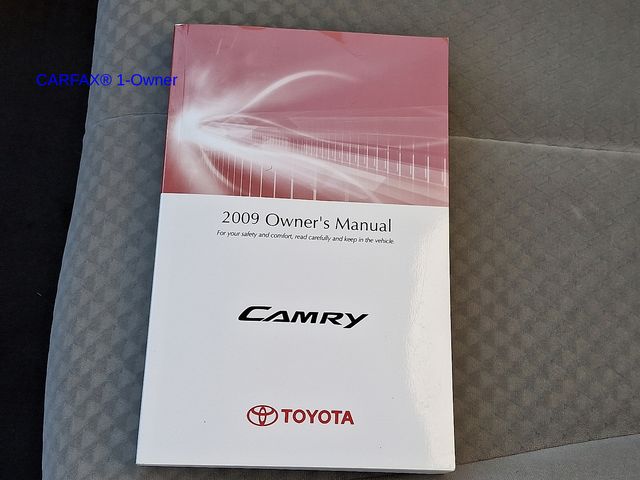 CARFAX® 1-Owner
2009 Owner's Manual
For your safety and comfort, read carefully and keep in the vehicle.
CAMRY
TOYOTA